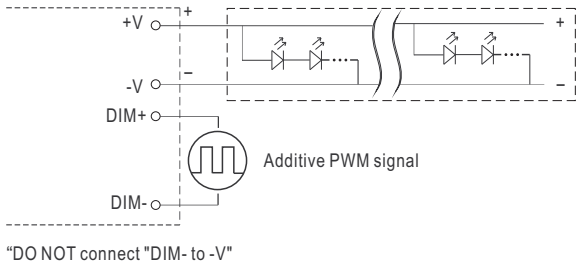 +V + +
-V – –
DIM+
Additive PWM signal
DIM-
“DO NOT connect "DIM- to -V"